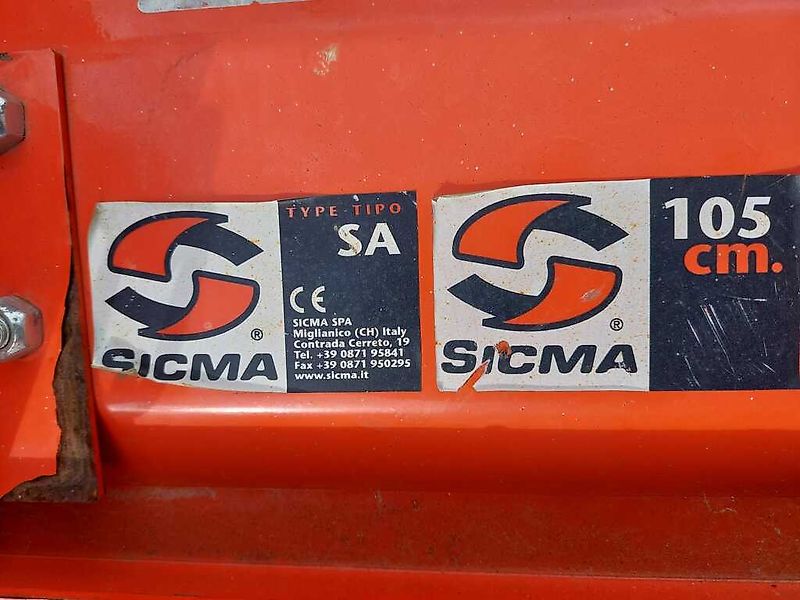 TYPE - TIPO
SA
CE
SICMA SPA
Miglianico (CH) Italy
Contrada Cerreto, 19
Tel. +39 0871 95841
Fax +39 0871 950295
www.sicma.it
®
SICMA
105
cm.
®
SICMA